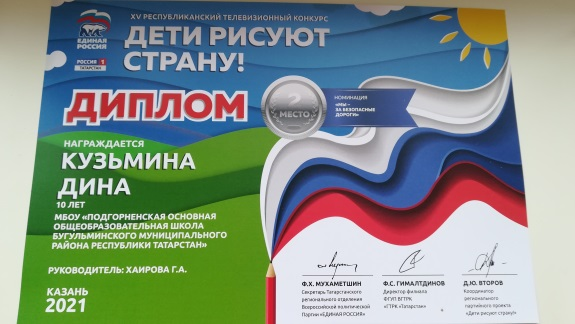 XV РЕСПУБЛИКАНСКИЙ ТЕЛЕВИЗИОННЫЙ КОНКУРС
ДЕТИ РИСУЮТ
СТРАНУ!
ЕДИНАЯ
РОССИЯ
РОССИЯ 1
ТАТАРСТАН
ДИПЛОМ
2
МЕСТО
НОМИНАЦИЯ
«МЫ –
ЗА БЕЗОПАСНЫЕ
ДОРОГИ»
НАГРАЖДАЕТСЯ
КУЗЬМИНА
ДИНА
10 ЛЕТ
МБОУ «ПОДГОРНЕНСКАЯ ОСНОВНАЯ
ОБЩЕОБРАЗОВАТЕЛЬНАЯ ШКОЛА
БУГУЛЬМИНСКОГО МУНИЦИПАЛЬНОГО
РАЙОНА РЕСПУБЛИКИ ТАТАРСТАН»
РУКОВОДИТЕЛЬ: ХАИРОВА Г.А.
КАЗАНЬ
2021
Ф.Х. МУХАМЕТШИН
Секретарь Татарстанского
регионального отделения
Всероссийской политической
Партии «ЕДИНАЯ РОССИЯ»
Ф.С. ГИМАЛТДИНОВ
Директор филиала
ФГУП ВГТРК
«ГТРК «Татарстан»
Д.Ю. ВТОРОВ
Координатор
регионального
партийного проекта
«Дети рисуют страну»